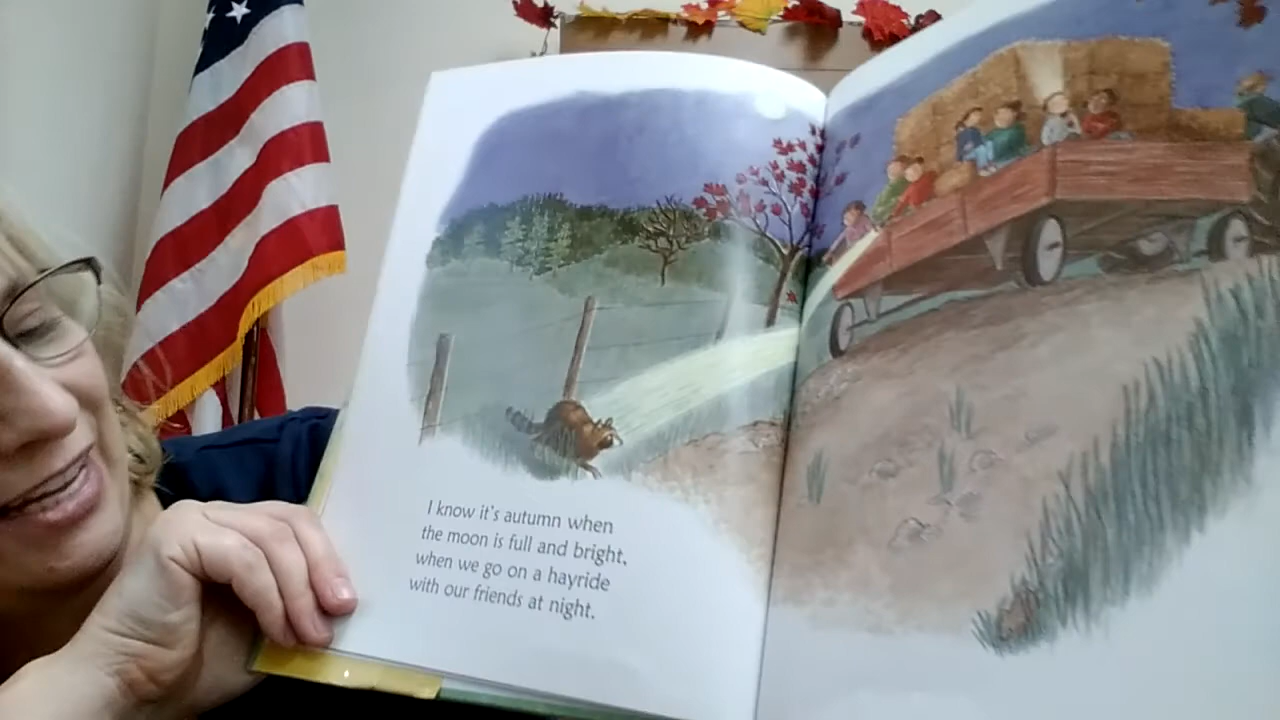 I know it's autumn when
the moon is full and bright,
when we go on a hayride
with our friends at night.